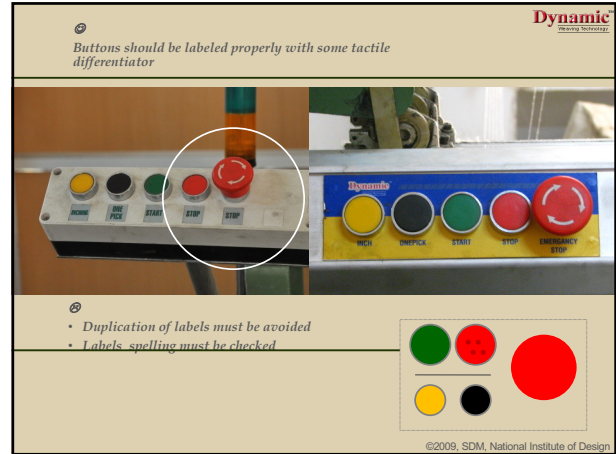 Dynamic
Weaving Technology
Buttons should be labeled properly with some tactile
differentiator
INCHING
ONE
PICK
START
STOP
STOP
Dynamic
INCH
ONEPICK
START
STOP
EMERGANCY
STOP
• Duplication of labels must be avoided
• Labels spelling must be checked
©2009, SDM, National Institute of Design